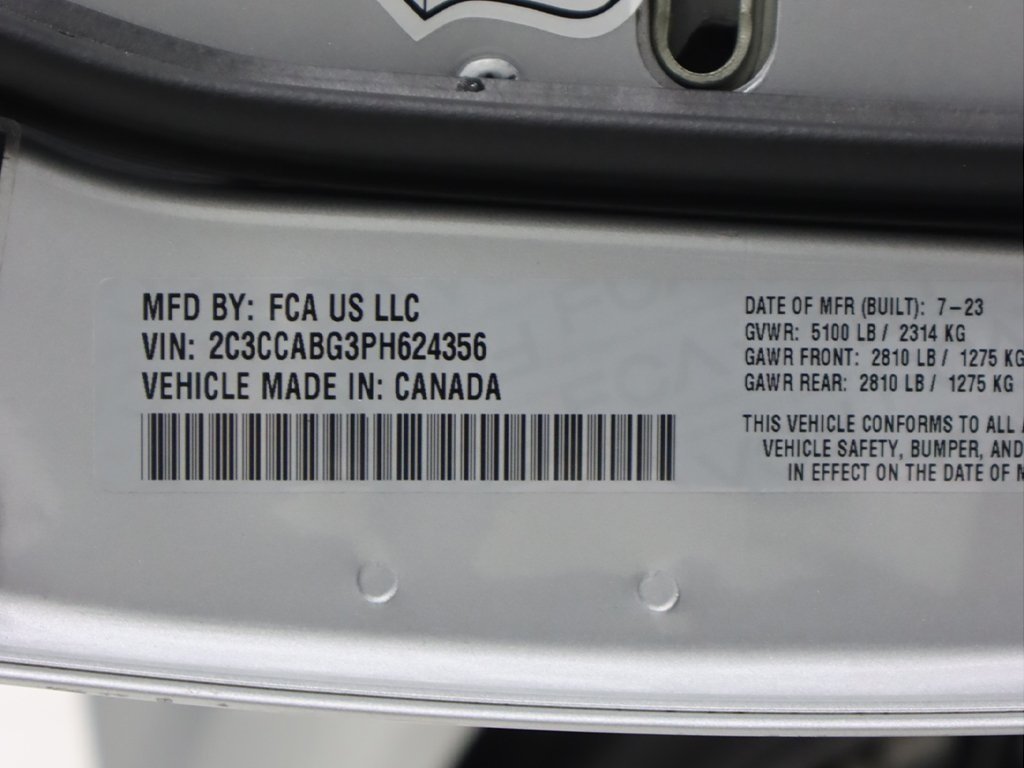 MFD BY: FCA US LLC
VIN: 2C3CCABG3PH624356
VEHICLE MADE IN: CANADA
DATE OF MFR (BUILT): 7-23
GVWR: 5100 LB / 2314 KG
GAWR FRONT: 2810 LB / 1275 KG
GAWR REAR: 2810 LB / 1275 KG
THIS VEHICLE CONFORMS TO ALL
VEHICLE SAFETY, BUMPER, AND
IN EFFECT ON THE DATE OF